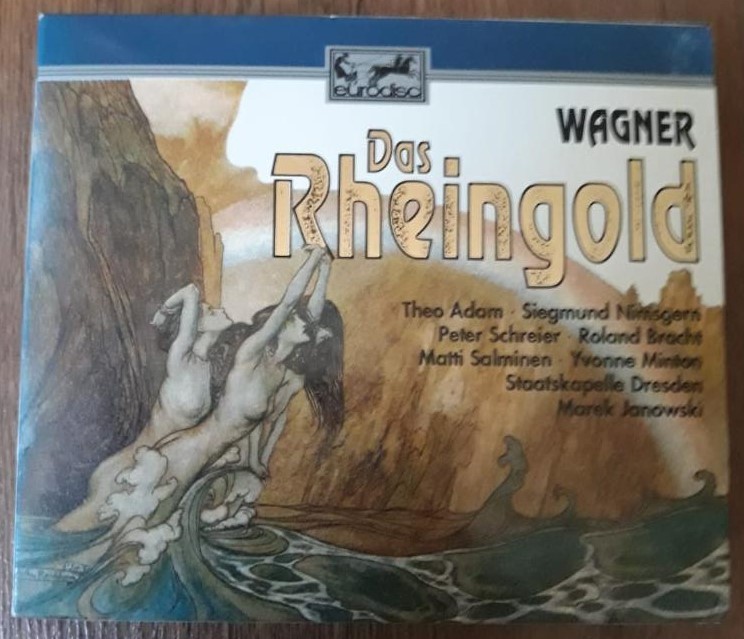 eurodisc
WAGNER
Das
Rheingold
Theo Adam · Siegmund Nimsgern
Peter Schreier · Roland Bracht
Matti Salminen · Yvonne Minton
Staatskapelle Dresden
Marek Janowski